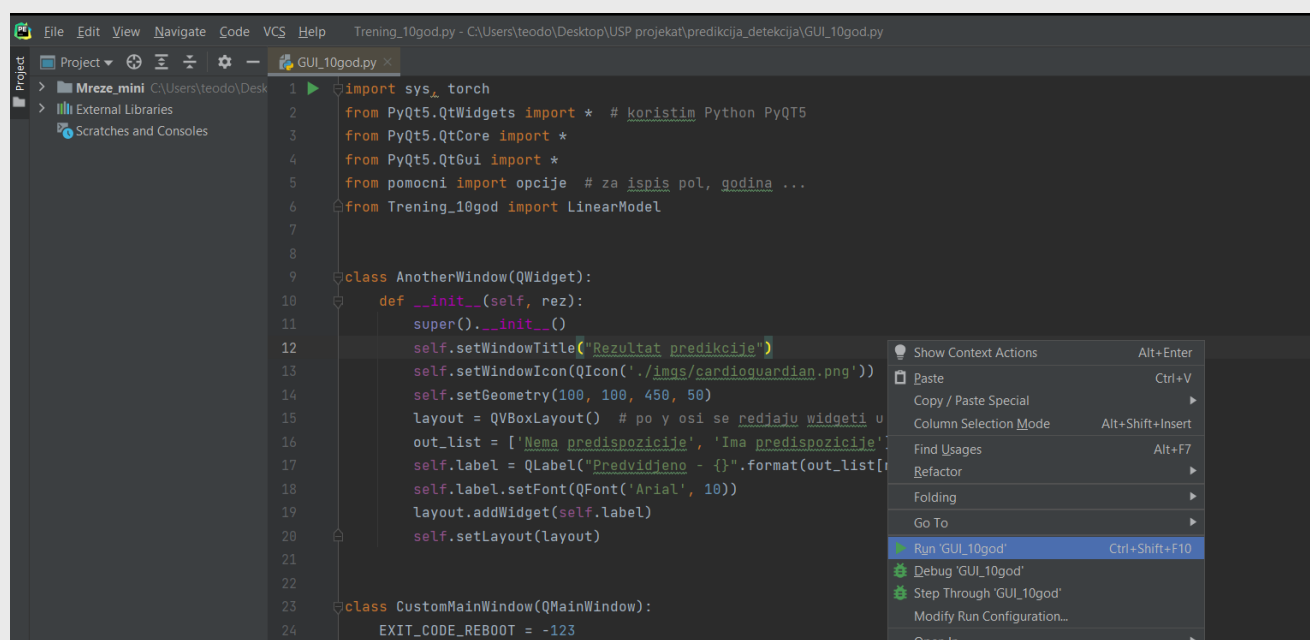 PE File Edit View Navigate Code VCS Help Trening_10god.py - C:\Users\teodo\Desktop\USP projekat\predikcija_detekcija\GUI_10god.py
Project
Project
GUI_10god.py
Mreze_mini C:\Users\teodo\Desk
External Libraries
Scratches and Consoles
1 import sys, torch
2 from PyQt5.QtWidgets import * # koristim Python PyQT5
3 from PyQt5.QtCore import *
4 from PyQt5.QtGui import *
5 from pomocni import opcije # za ispis pol, godina ...
6 from Trening_10god import LinearModel
7
8
9 class AnotherWindow(QWidget):
10 def __init__(self, rez):
11 super().__init__()
12 self.setWindowTitle("Rezultat predikcije")
13 self.setWindowIcon(QIcon('./imgs/cardioguardian.png'))
14 self.setGeometry(100, 100, 450, 50)
15 layout = QVBoxLayout() # po y osi se redjaju widgeti u
16 out_list = ['Nema predispozicije', 'Ima predispozicije'
17 self.label = QLabel("Predvidjeno - {}".format(out_list[
18 self.label.setFont(QFont('Arial', 10))
19 layout.addWidget(self.label)
20 self.setLayout(layout)
21
22
23 class CustomMainWindow(QMainWindow):
24 EXIT_CODE_REBOOT = -123
Show Context Actions Alt+Enter
Paste Ctrl+V
Copy / Paste Special
Column Selection Mode Alt+Shift+Insert
Find Usages Alt+F7
Refactor
Folding
Go To
Run 'GUI_10god' Ctrl+Shift+F10
Debug 'GUI_10god'
Step Through 'GUI_10god'
Modify Run Configuration...